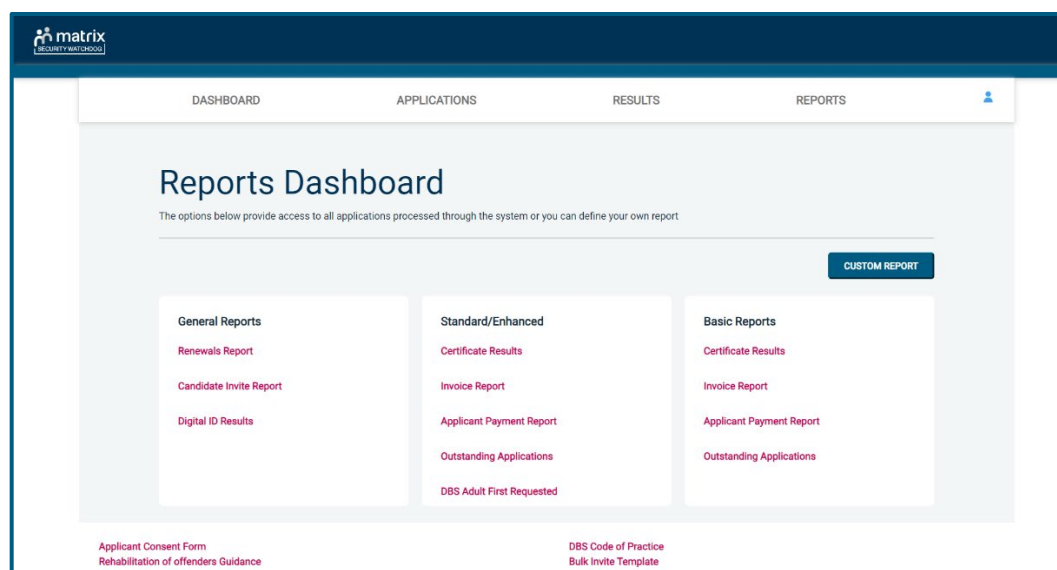 matrix
SECURITY WATCHDOG
DASHBOARD
APPLICATIONS
RESULTS
REPORTS
Reports Dashboard
The options below provide access to all applications processed through the system or you can define your own report
CUSTOM REPORT
General Reports
Renewals Report
Candidate Invite Report
Digital ID Results
Standard/Enhanced
Certificate Results
Invoice Report
Applicant Payment Report
Outstanding Applications
DBS Adult First Requested
Basic Reports
Certificate Results
Invoice Report
Applicant Payment Report
Outstanding Applications
Applicant Consent Form
Rehabilitation of offenders Guidance
DBS Code of Practice
Bulk Invite Template